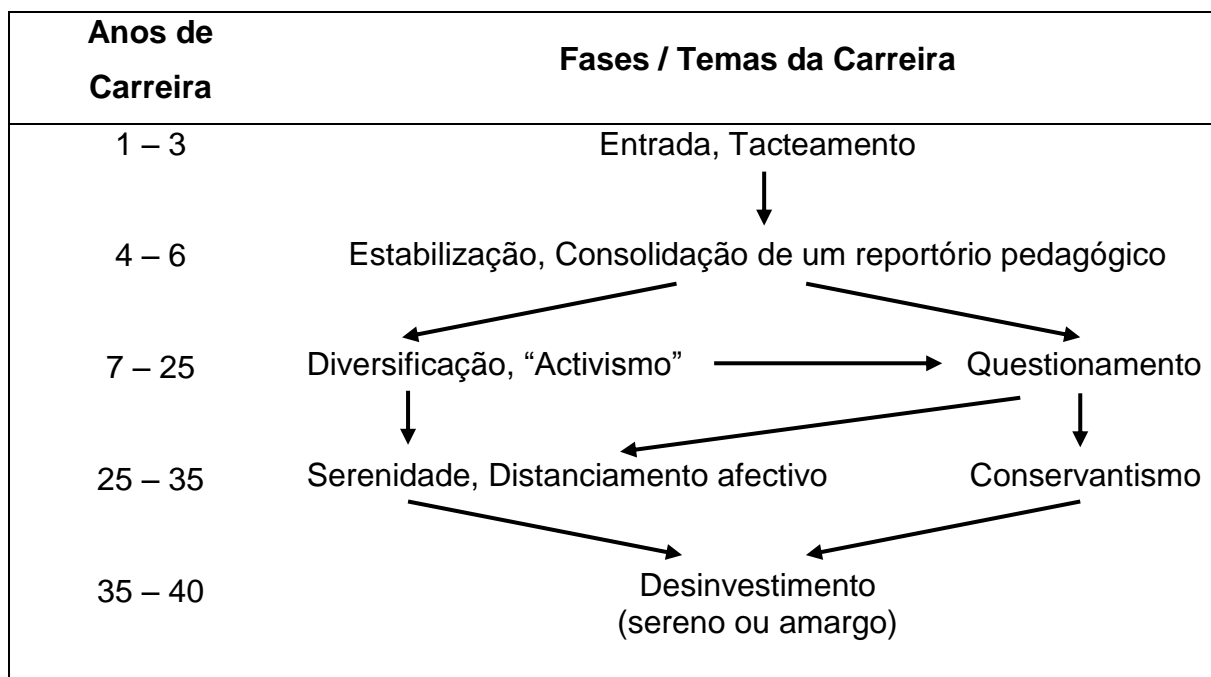 Anos de
Carreira
Fases / Temas da Carreira
1 – 3
Entrada, Tacteamento
4 – 6
Estabilização, Consolidação de um reportório pedagógico
7 – 25
Diversificação, “Activismo”
Questionamento
25 – 35
Serenidade, Distanciamento afectivo
Conservantismo
35 – 40
Desinvestimento
(sereno ou amargo)